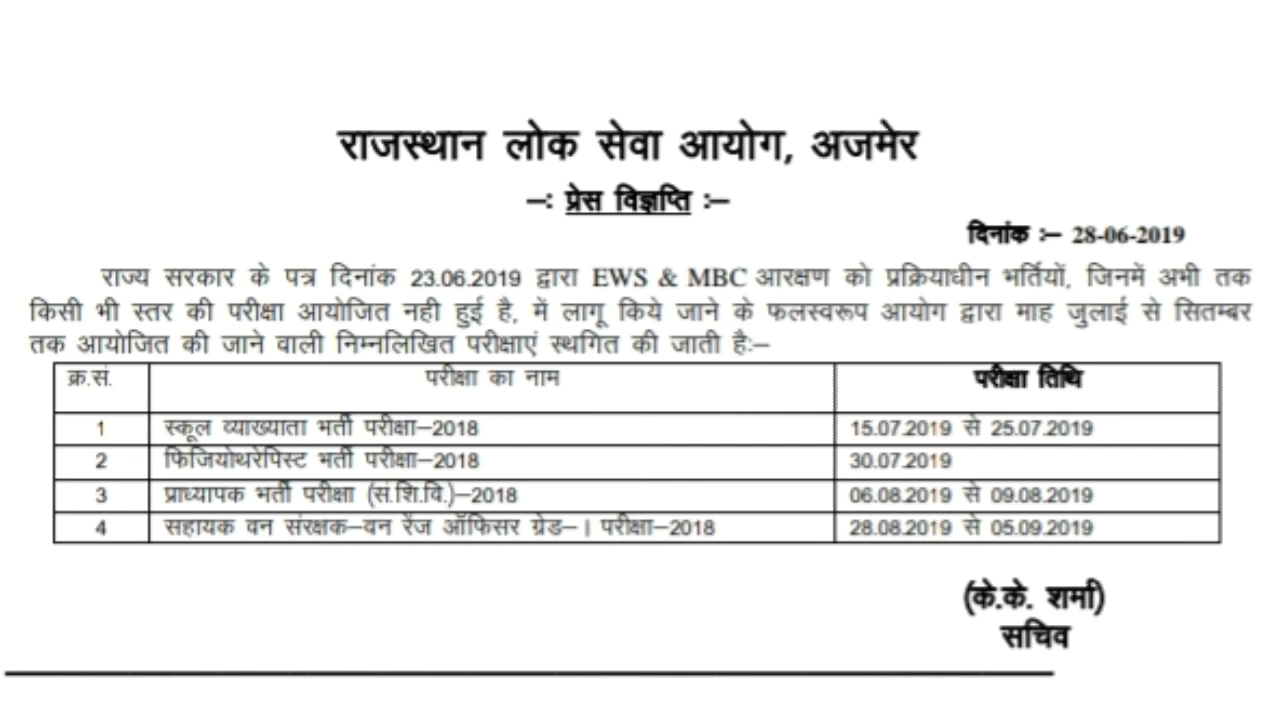 राजस्थान लोक सेवा आयोग, अजमेर
–: प्रेस विज्ञप्ति :–
दिनांक :– 28-06-2019
राज्य सरकार के पत्र दिनांक 23.06.2019 द्वारा EWS & MBC आरक्षण को प्रक्रियाधीन भर्तियों, जिनमें अभी तक
किसी भी स्तर की परीक्षा आयोजित नही हुई है, में लागू किये जाने के फलस्वरूप आयोग द्वारा माह जुलाई से सितम्बर
तक आयोजित की जाने वाली निम्नलिखित परीक्षाएं स्थगित की जाती है:–
क्र.सं. परीक्षा का नाम परीक्षा तिथि
1 स्कूल व्याख्याता भर्ती परीक्षा–2018 15.07.2019 से 25.07.2019
2 फिजियोथरेपिस्ट भर्ती परीक्षा–2018 30.07.2019
3 प्राध्यापक भर्ती परीक्षा (सं.शि.वि.)–2018 06.08.2019 से 09.08.2019
4 सहायक वन संरक्षक–वन रेंज ऑफिसर ग्रेड– I परीक्षा–2018 28.08.2019 से 05.09.2019
(के.के. शर्मा)
सचिव